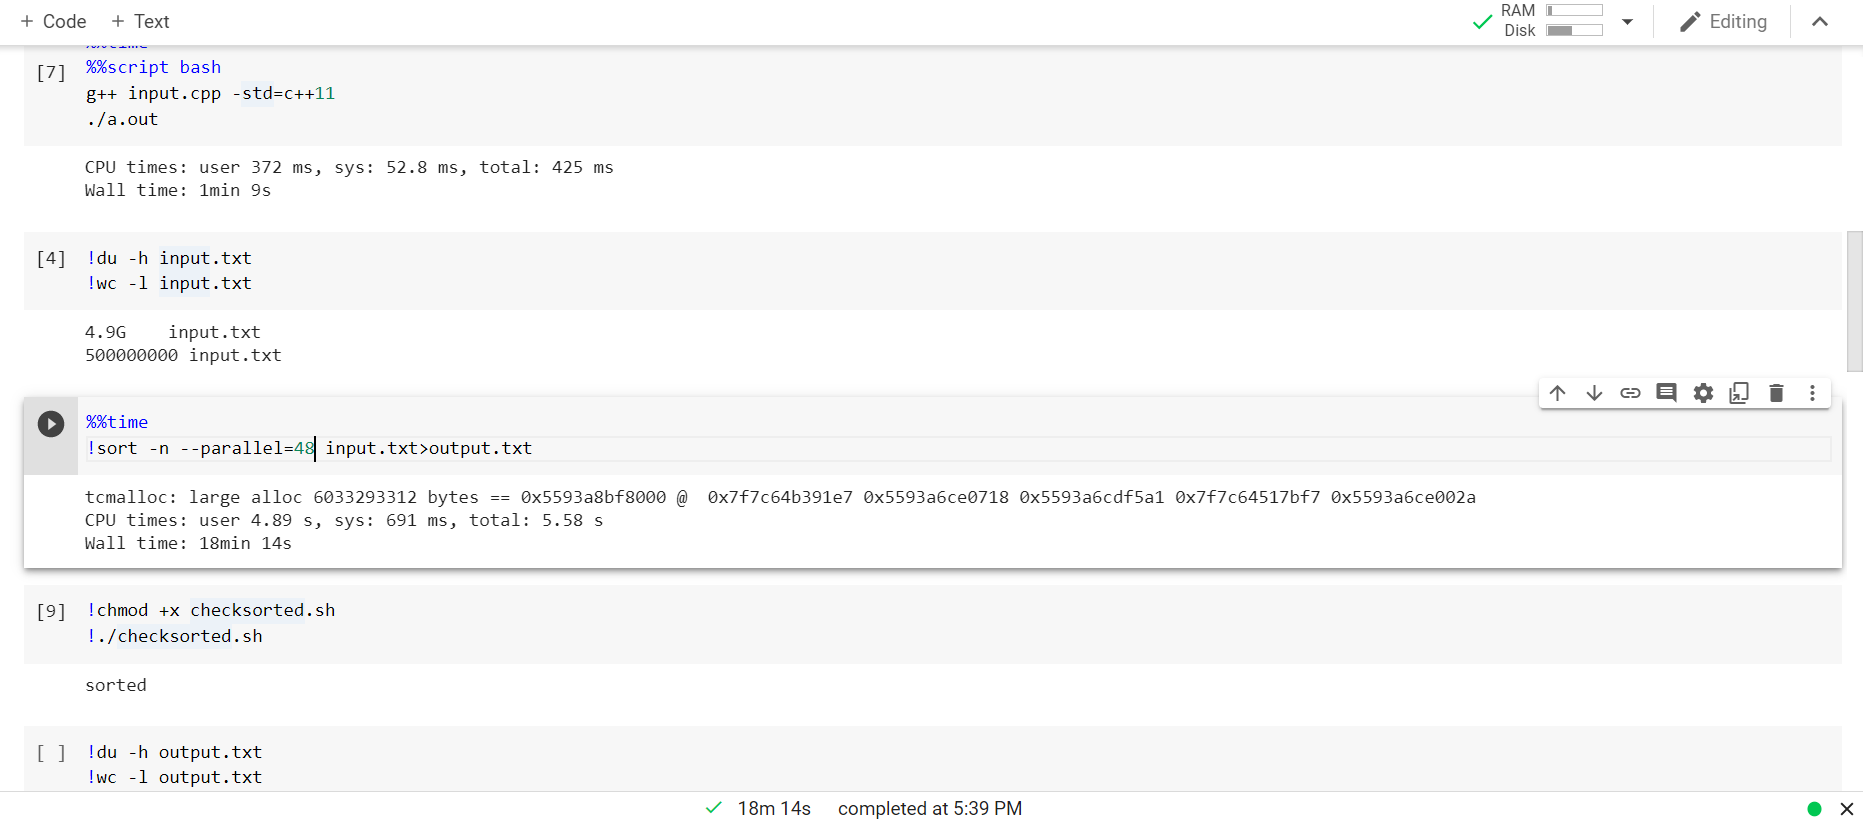 + Code + Text
RAM
Disk
Editing
%%time
[7] %%script bash
g++ input.cpp -std=c++11
./a.out
CPU times: user 372 ms, sys: 52.8 ms, total: 425 ms
Wall time: 1min 9s
[4] !du -h input.txt
!wc -l input.txt
4.9G input.txt
500000000 input.txt
%%time
!sort -n --parallel=48 input.txt>output.txt
tcmalloc: large alloc 6033293312 bytes == 0x5593a8bf8000 @ 0x7f7c64b391e7 0x5593a6ce0718 0x5593a6cdf5a1 0x7f7c64517bf7 0x5593a6ce002a
CPU times: user 4.89 s, sys: 691 ms, total: 5.58 s
Wall time: 18min 14s
[9] !chmod +x checksorted.sh
!./checksorted.sh
sorted
[ ] !du -h output.txt
!wc -l output.txt
18m 14s completed at 5:39 PM